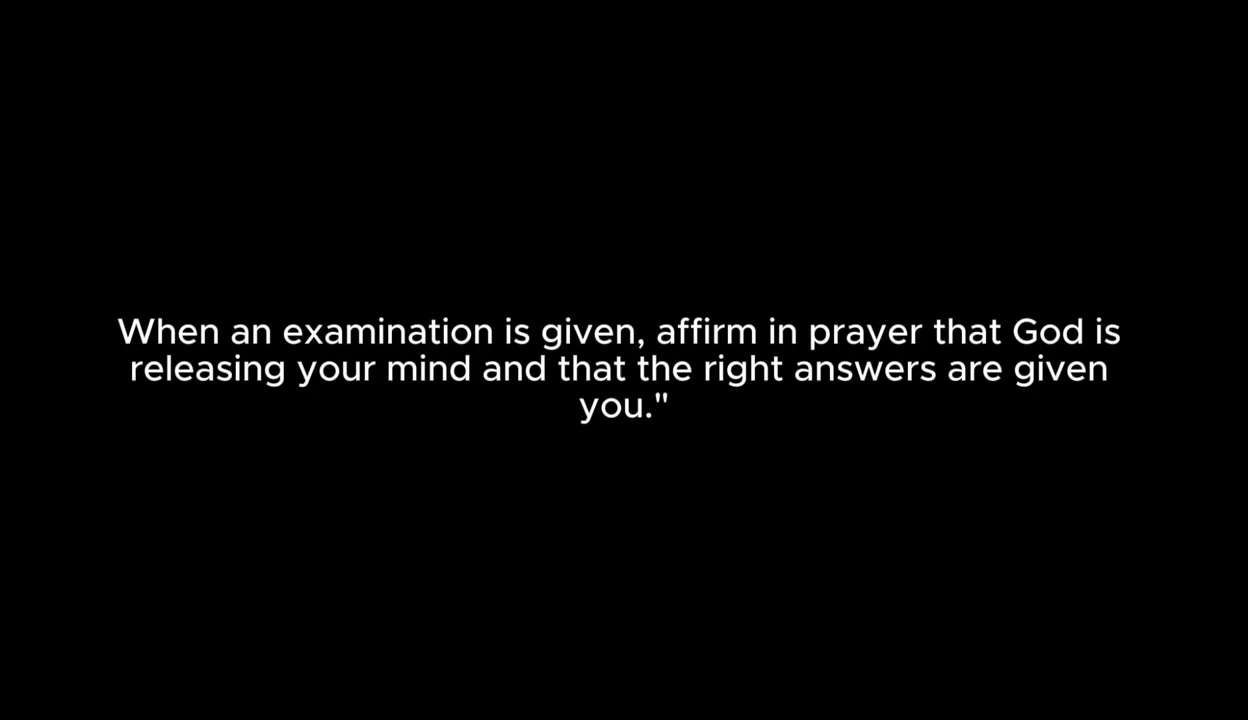 When an examination is given, affirm in prayer that God is
releasing your mind and that the right answers are given
you."